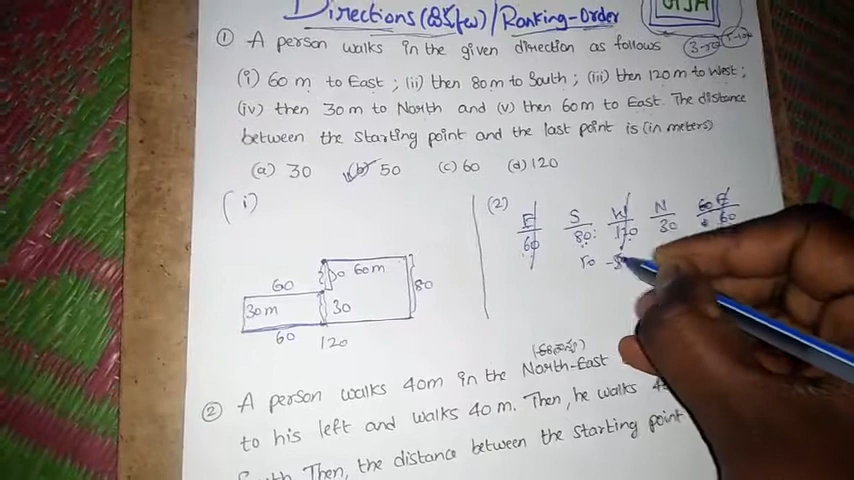 Directions / Ranking-Order
① A person walks in the given direction as follows
(i) 60 m to East ; (ii) then 80m to South ; (iii) then 120 m to West ;
(iv) then 30 m to North and (v) then 60m to East. The distance
between the starting point and the last point is (in meters)
(a) 30 (b) 50 (c) 60 (d) 120
(i)
(2)
E S W N E
60 80 120 30 60
50
60 60m
30m 30 80
60 120
② A person walks 40m in the North-East
to his left and walks 40 m. Then, he walks
Then, the distance between the starting point